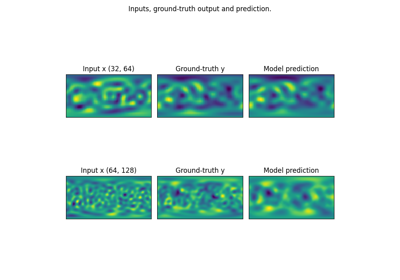 Inputs, ground-truth output and prediction.
Input x (32, 64) Ground-truth y Model prediction
Input x (64, 128) Ground-truth y Model prediction